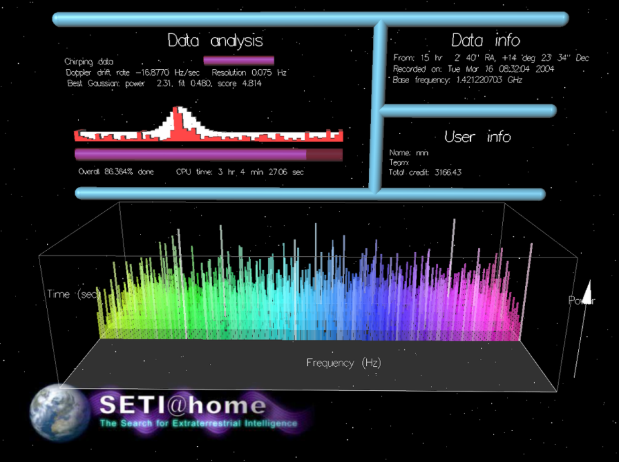 Data analysis
Chirping data
Doppler drift rate -16.8770 Hz/sec Resolution 0.075 Hz
Best Gaussian: power 2.31, fit 0.480, score 4.814
Overall 86.364% done CPU time: 3 hr 4 min 27.06 sec
Data info
From: 15 hr 2' 40'' RA, +14 deg 23' 34'' Dec
Recorded on: Tue Mar 16 08:32:04 2004
Base frequency: 1.421220703 GHz
User info
Name: nnn
Team:
Total credit: 3166.43
Time (sec)
Power
Frequency (Hz)
SETI@home
The Search for Extraterrestrial Intelligence